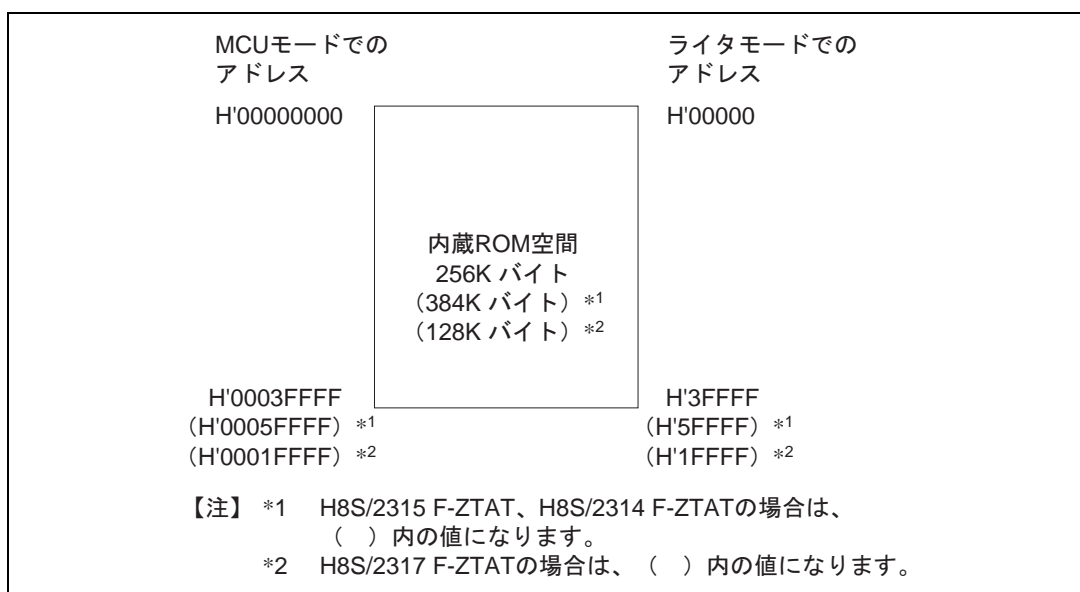 MCUモードでの
アドレス
ライタモードでの
アドレス
H'00000000
H'00000
内蔵ROM空間
256K バイト
（384K バイト）*1
（128K バイト）*2
H'0003FFFF
（H'0005FFFF）*1
（H'0001FFFF）*2
H'3FFFF
（H'5FFFF）*1
（H'1FFFF）*2
【注】 *1 H8S/2315 F-ZTAT、H8S/2314 F-ZTATの場合は、
（　）内の値になります。
*2 H8S/2317 F-ZTATの場合は、（　）内の値になります。